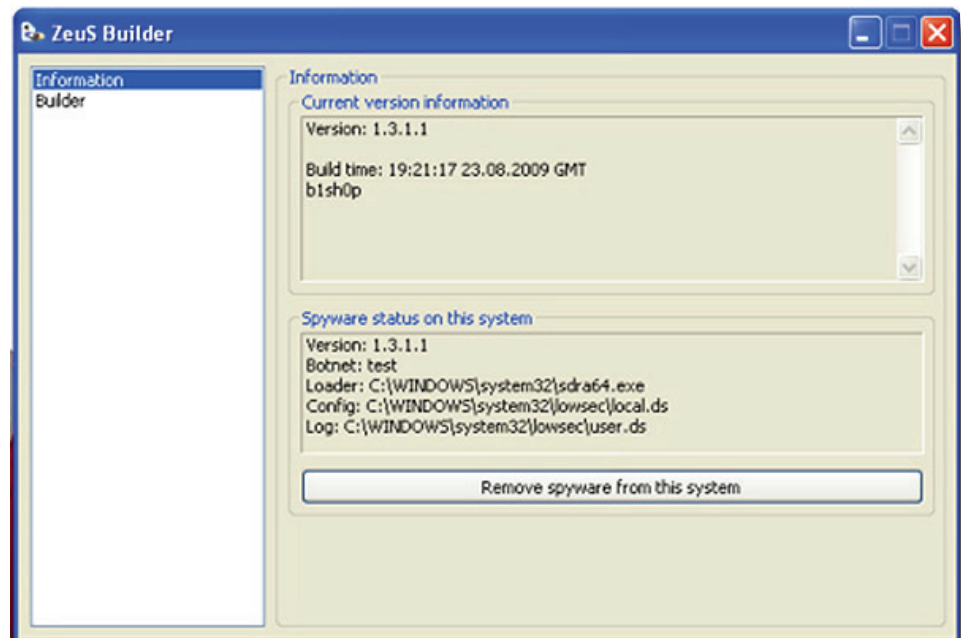 ZeuS Builder
Information
Builder
Information
Current version information
Version: 1.3.1.1
Build time: 19:21:17 23.08.2009 GMT
b1sh0p
Spyware status on this system
Version: 1.3.1.1
Botnet: test
Loader: C:\WINDOWS\system32\sdra64.exe
Config: C:\WINDOWS\system32\lowsec\local.ds
Log: C:\WINDOWS\system32\lowsec\user.ds
Remove spyware from this system